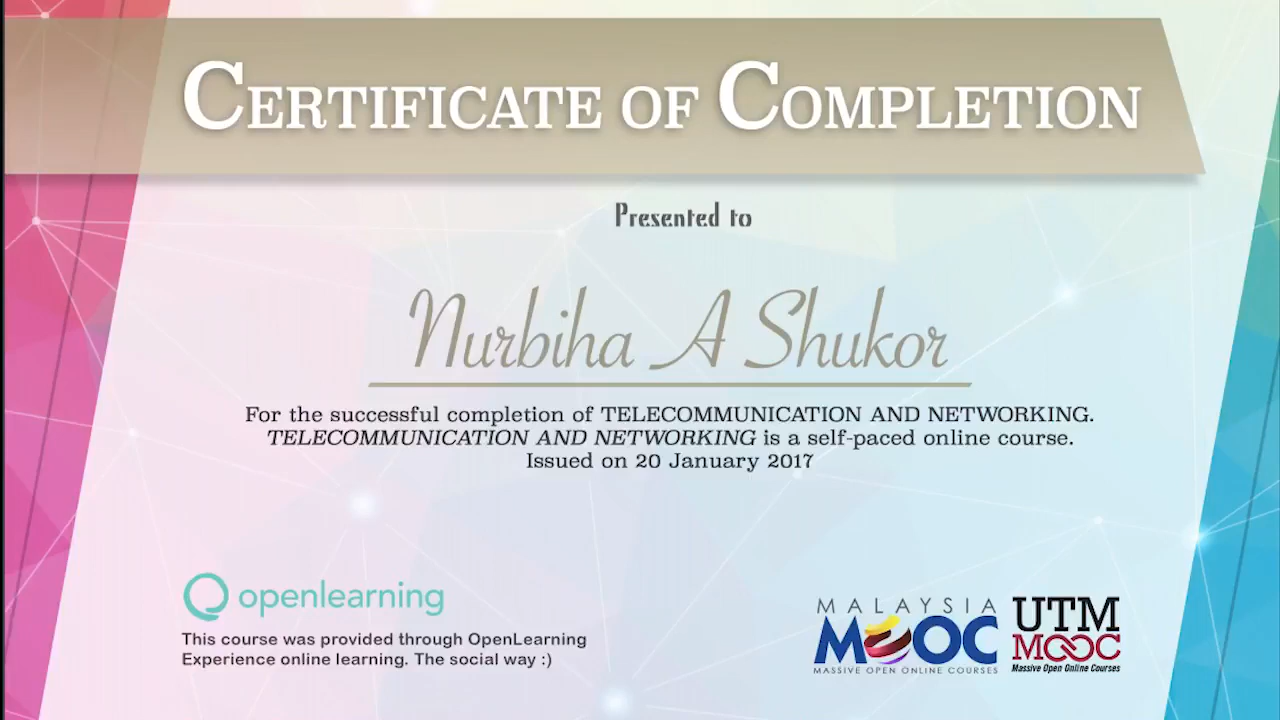 CERTIFICATE OF COMPLETION
Presented to
Nurbiha A Shukor
For the successful completion of TELECOMMUNICATION AND NETWORKING.
TELECOMMUNICATION AND NETWORKING is a self-paced online course.
Issued on 20 January 2017
openlearning
This course was provided through OpenLearning
Experience online learning. The social way :)
MALAYSIA
MOOC
MASSIVE OPEN ONLINE COURSES
UTM
MOOC
Massive Open Online Courses